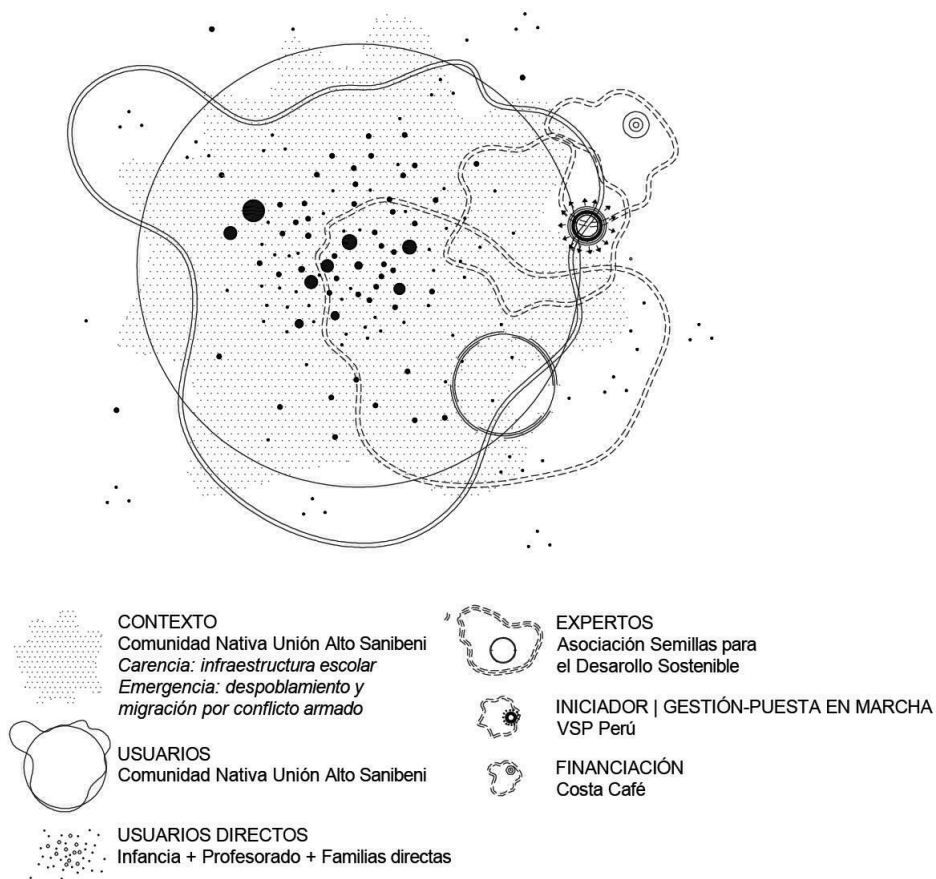 CONTEXTO
Comunidad Nativa Unión Alto Sanibeni
Carencia: infraestructura escolar
Emergencia: despoblamiento y
migración por conflicto armado
USUARIOS
Comunidad Nativa Unión Alto Sanibeni
USUARIOS DIRECTOS
Infancia + Profesorado + Familias directas
EXPERTOS
Asociación Semillas para
el Desarollo Sostenible
INICIADOR | GESTIÓN-PUESTA EN MARCHA
VSP Perú
FINANCIACIÓN
Costa Café